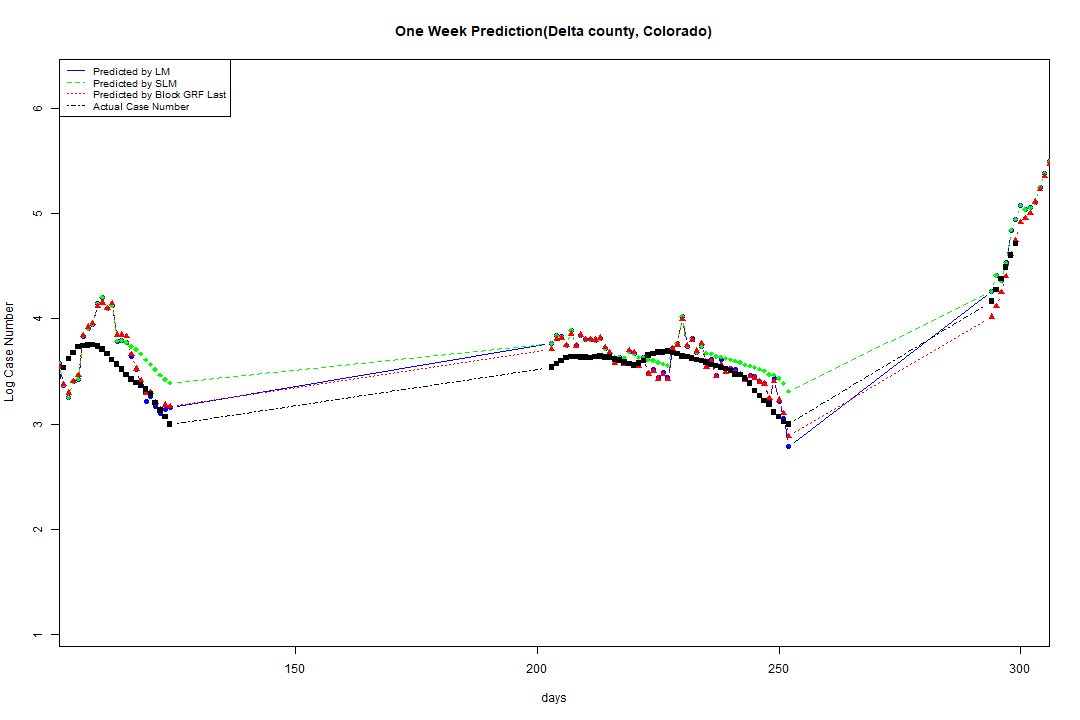 One Week Prediction(Delta county, Colorado)
Predicted by LM
Predicted by SLM
Predicted by Block GRF Last
Actual Case Number
6
5
4
3
2
1
Log Case Number
150 200 250 300
days